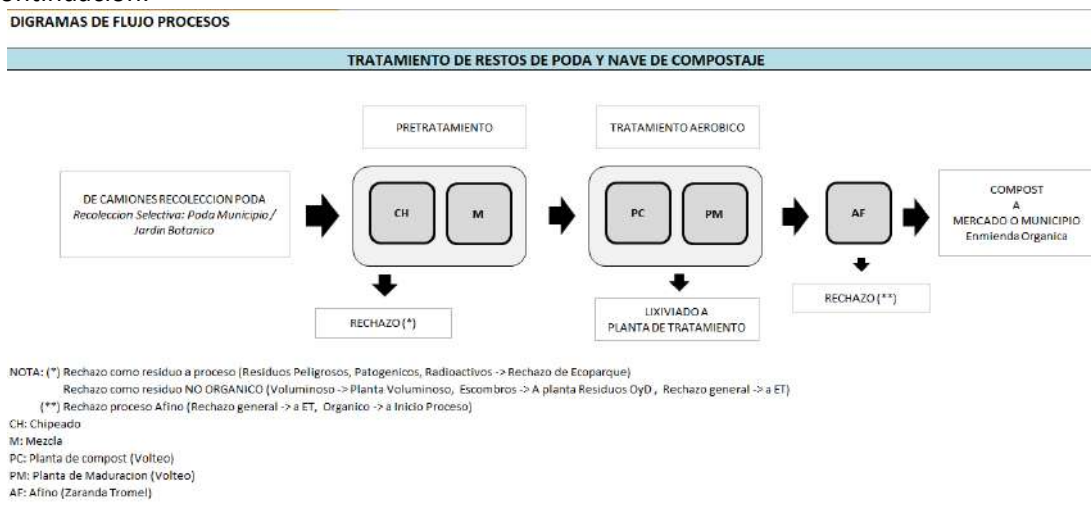 DIGRAMAS DE FLUJO PROCESOS
TRATAMIENTO DE RESTOS DE PODA Y NAVE DE COMPOSTAJE
PRETRATAMIENTO
TRATAMIENTO AEROBICO
DE CAMIONES RECOLECCION PODA
Recoleccion Selectiva: Poda Municipio /
Jardin Botanico
CH
M
PC
PM
AF
COMPOST
A
MERCADO O MUNICIPIO
Enmienda Organica
RECHAZO (*)
LIXIVIADO A
PLANTA DE TRATAMIENTO
RECHAZO (**)
NOTA: (*) Rechazo como residuo a proceso (Residuos Peligrosos, Patogenicos, Radioactivos -> Rechazo de Ecoparque)
Rechazo como residuo NO ORGANICO (Voluminoso -> Planta Voluminoso, Escombros -> A planta Residuos OyD , Rechazo general -> a ET)
(**) Rechazo proceso Afino (Rechazo general -> a ET, Organico -> a Inicio Proceso)
CH: Chipeado
M: Mezcla
PC: Planta de compost (Volteo)
PM: Planta de Maduracion (Volteo)
AF: Afino (Zaranda Tromel)